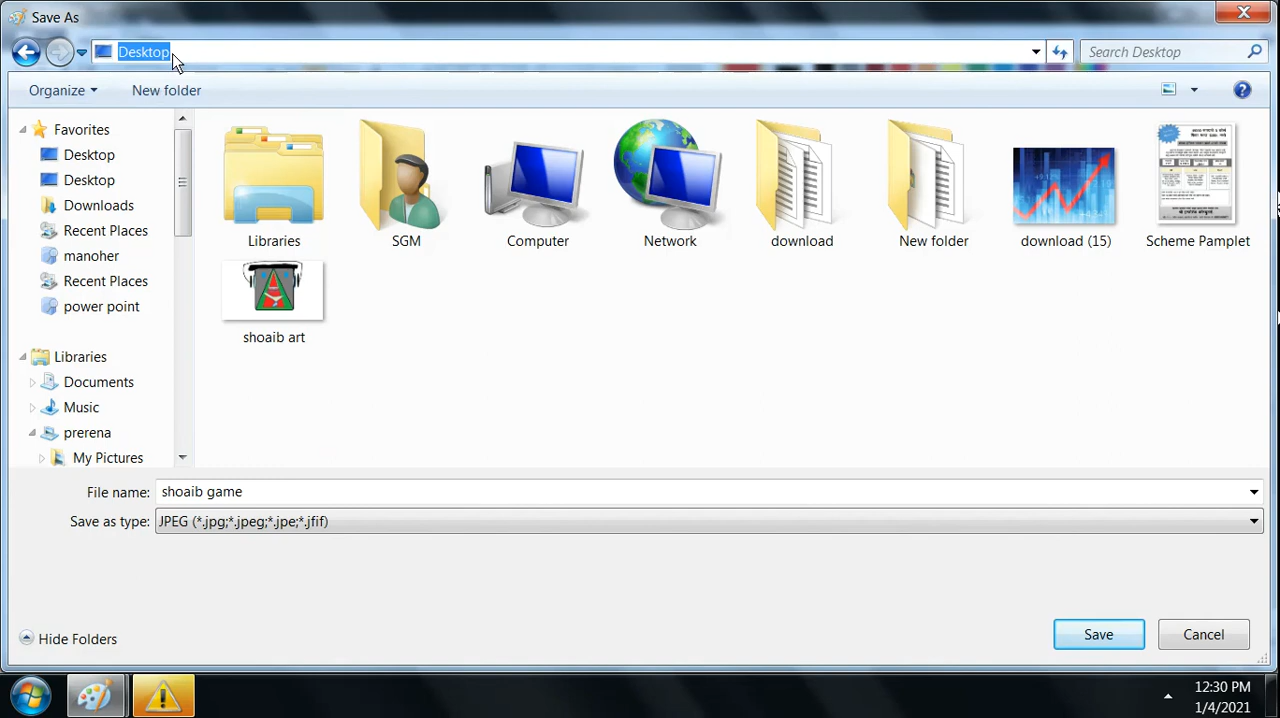 Save As
Desktop
Search Desktop
Organize
New folder
Favorites
Desktop
Desktop
Downloads
Recent Places
manoher
Recent Places
power point
Libraries
Documents
Music
prerena
My Pictures
Libraries
SGM
Computer
Network
download
New folder
download (15)
Scheme Pamplet
shoaib art
File name: shoaib game
Save as type: JPEG (*.jpg;*.jpeg;*.jpe;*.jfif)
Hide Folders
Save
Cancel
12:30 PM
1/4/2021